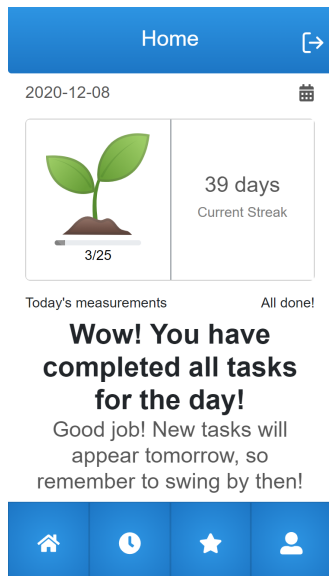 Home
2020-12-08
39 days
Current Streak
3/25
Today's measurements All done!
Wow! You have
completed all tasks
for the day!
Good job! New tasks will
appear tomorrow, so
remember to swing by then!